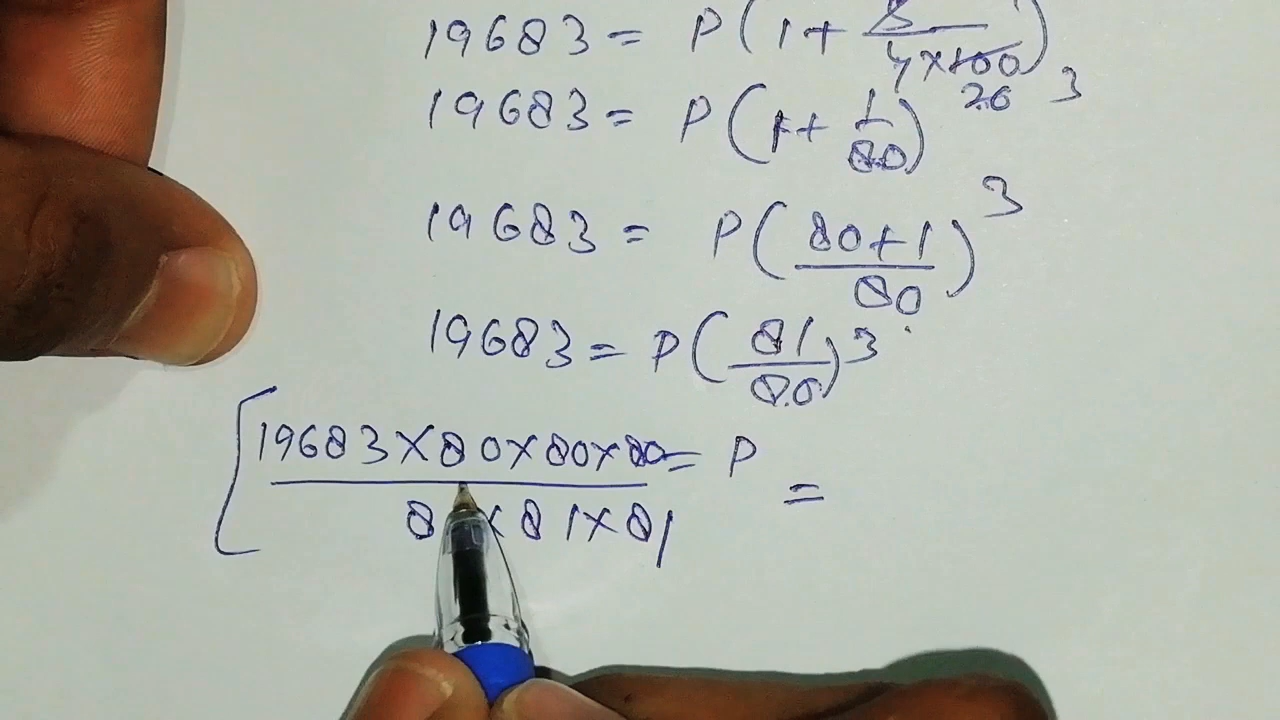 19683 = P(1 + 5/4×100)
19683 = P(1 + 1/80)^3
20
19683 = P(80+1/80)^3
19683 = P(81/80)^3
19683×80×80×80/8 ×81×81 = P =